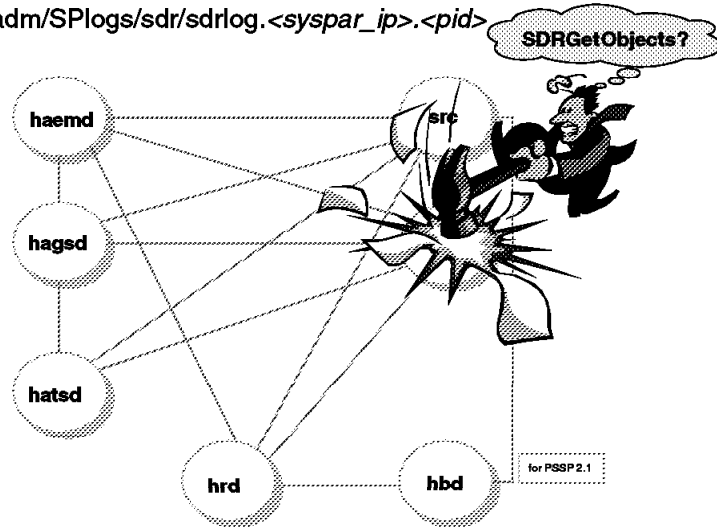 adm/SPlogs/sdr/sdrlog.<syspar_ip>.<pid>
SDRGetObjects?
haemd
src
hagsd
hatsd
for PSSP 2.1
hrd
hbd